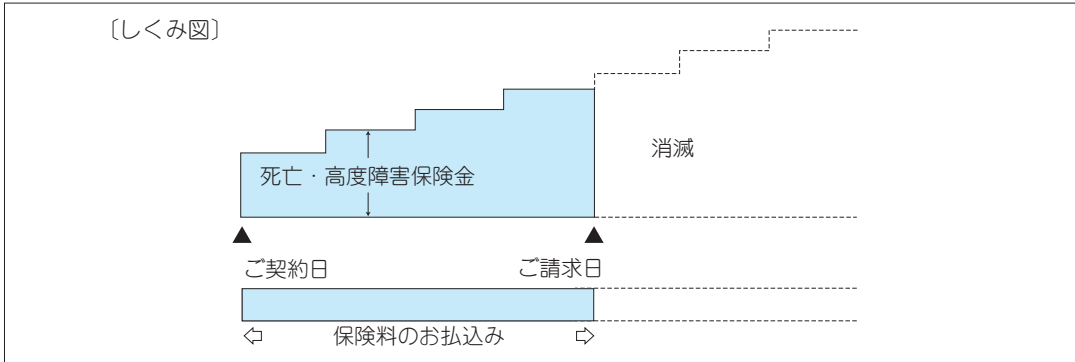 〔しくみ図〕
消滅
死亡・高度障害保険金
ご契約日
ご請求日
保険料のお払込み